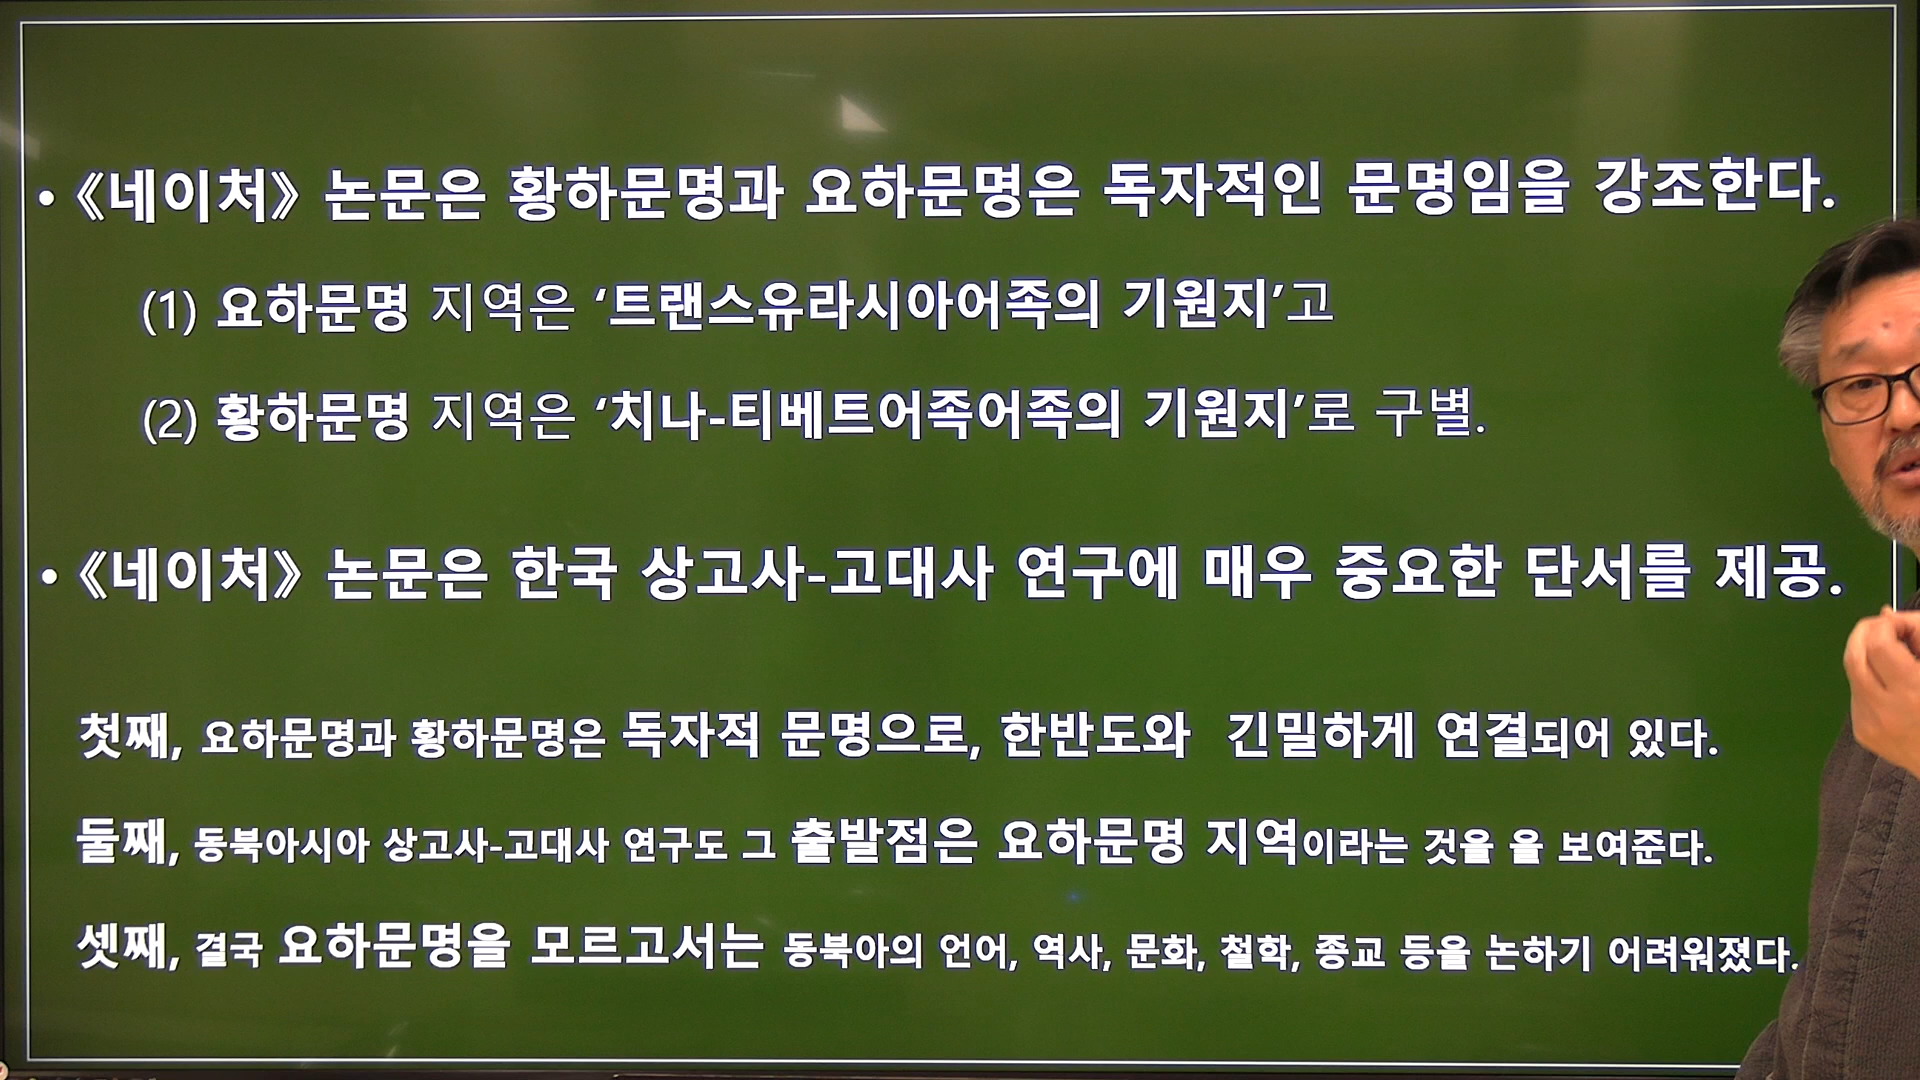 • 《네이처》 논문은 황하문명과 요하문명은 독자적인 문명임을 강조한다.
(1) 요하문명 지역은 ‘트랜스유라시아어족의 기원지’고
(2) 황하문명 지역은 ‘치나-티베트어족어족의 기원지’로 구별.
• 《네이처》 논문은 한국 상고사-고대사 연구에 매우 중요한 단서를 제공.
첫째, 요하문명과 황하문명은 독자적 문명으로, 한반도와 긴밀하게 연결되어 있다.
둘째, 동북아시아 상고사-고대사 연구도 그 출발점은 요하문명 지역이라는 것을 을 보여준다.
셋째, 결국 요하문명을 모르고서는 동북아의 언어, 역사, 문화, 철학, 종교 등을 논하기 어려워졌다.